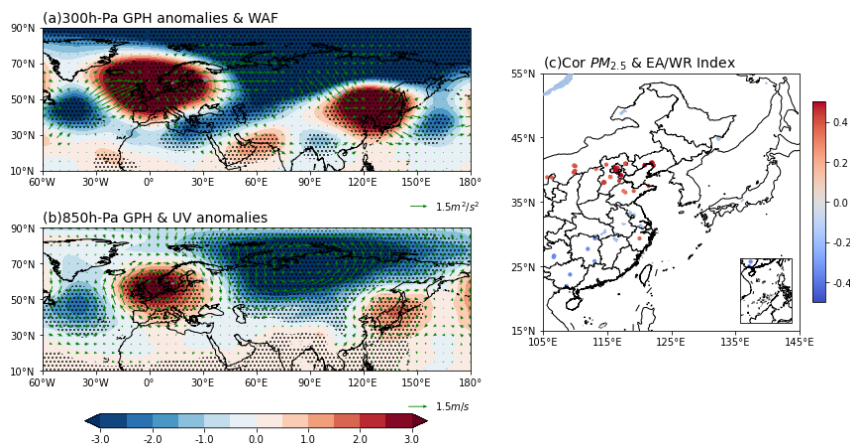 (a)300h-Pa GPH anomalies & WAF
90°N
70°N
50°N
30°N
10°N
60°W 30°W 0° 30°E 60°E 90°E 120°E 150°E 180°
1.5m²/s²
(b)850h-Pa GPH & UV anomalies
90°N
70°N
50°N
30°N
10°N
60°W 30°W 0° 30°E 60°E 90°E 120°E 150°E 180°
1.5m/s
-3.0 -2.0 -1.0 0.0 1.0 2.0 3.0
(c)Cor PM₂.₅ & EA/WR Index
55°N
45°N
35°N
25°N
15°N
105°E 115°E 125°E 135°E 145°E
0.4
0.2
0.0
-0.2
-0.4